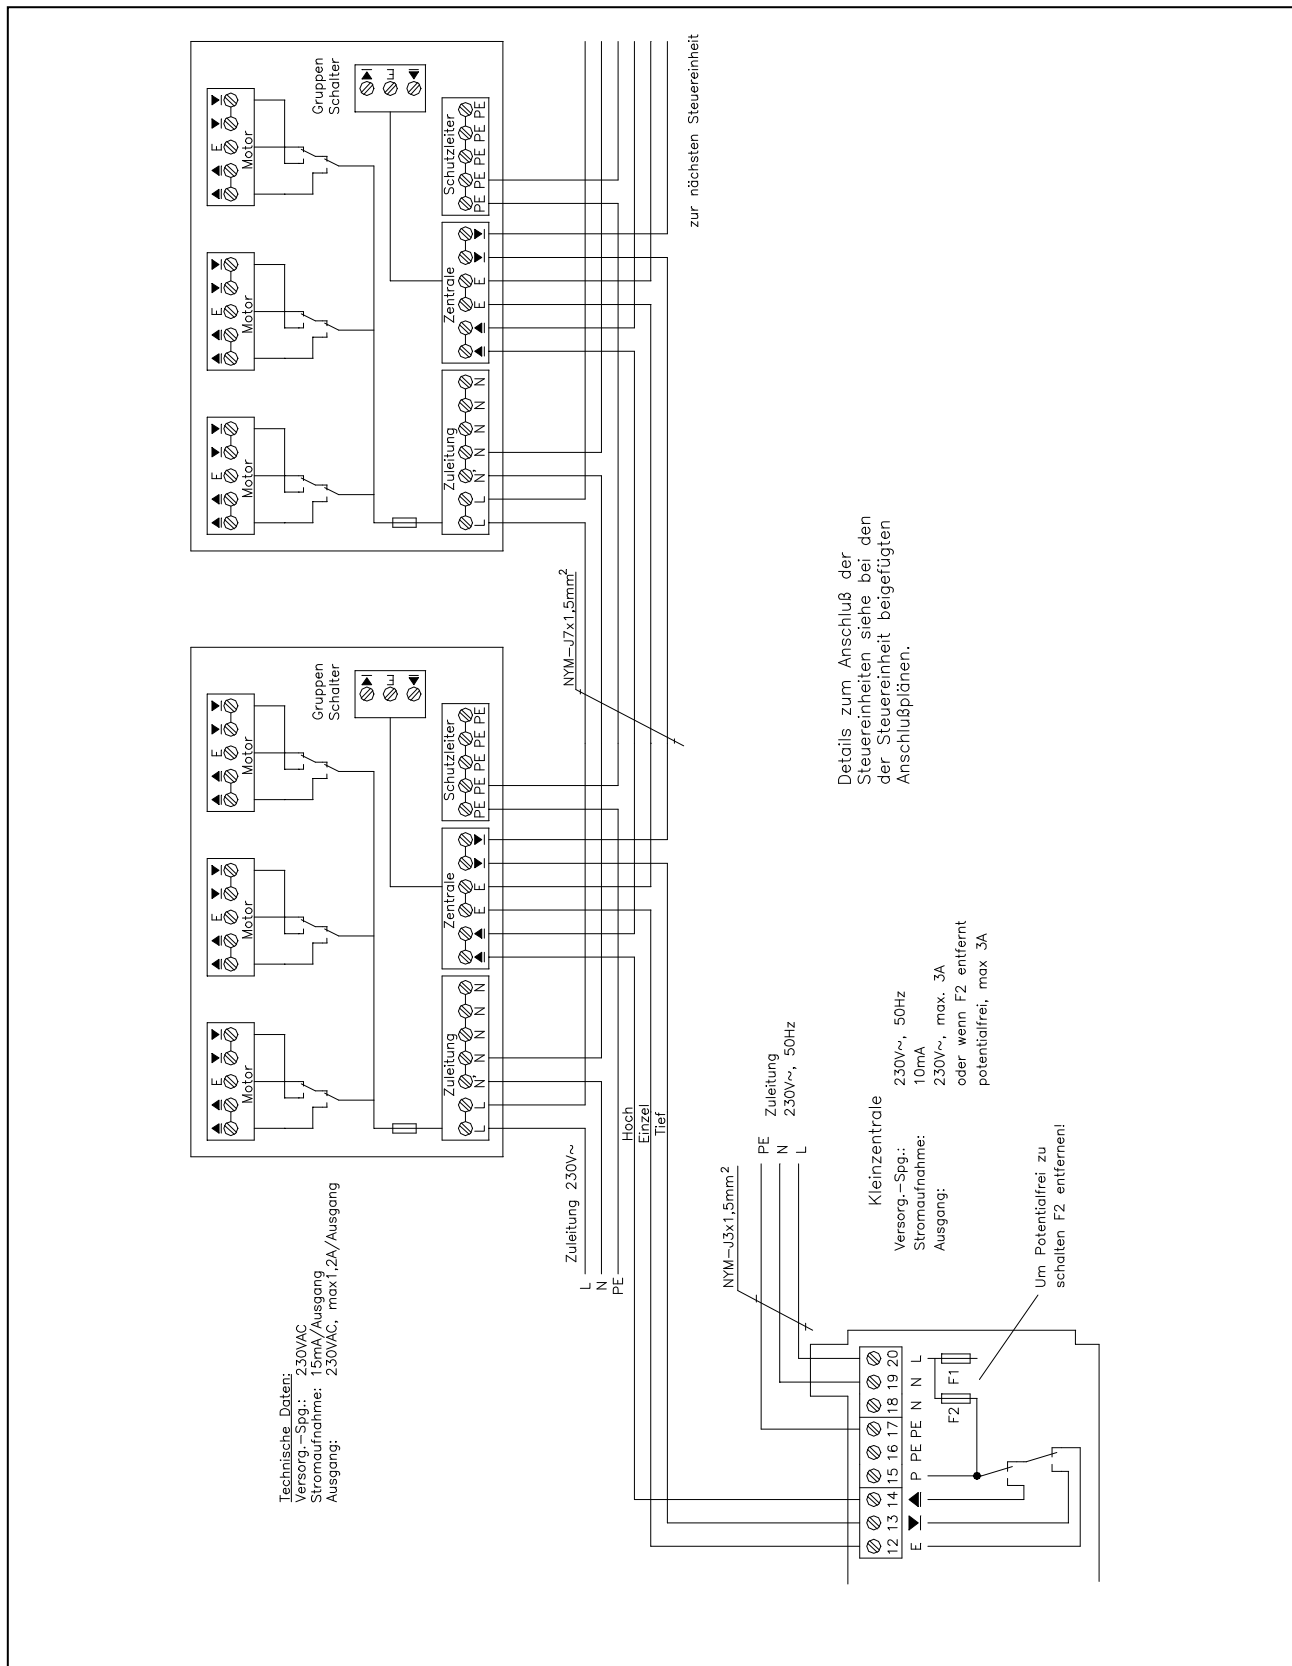 Technische Daten:
Versorg.-Spg.: 230VAC
Stromaufnahme: 15mA/Ausgang
Ausgang: 230VAC, max1,2A/Ausgang
E
Motor
E
Motor
E
Motor
Gruppen
Schalter
E
Zuleitung
L L N' N N N N
Zentrale
E E
Schutzleiter
PE PE PE PE PE
E
Motor
E
Motor
E
Motor
Gruppen
Schalter
E
Zuleitung
L L N' N N N N
Zentrale
E E
Schutzleiter
PE PE PE PE PE
Zuleitung 230V~
L
N
PE
Hoch
Einzel
Tief
NYM-J7x1,5mm²
zur nächsten Steuereinheit
NYM-J3x1,5mm²
PE
N
L
Zuleitung
230V~, 50Hz
Details zum Anschluß der
Steuereinheiten siehe bei den
der Steuereinheit beigefügten
Anschlußplänen.
Kleinzentrale
Versorg.-Spg.: 230V~, 50Hz
Stromaufnahme: 10mA
Ausgang: 230V~, max. 3A
oder wenn F2 entfernt
potentialfrei, max 3A
12 13 14 15 16 17 18 19 20
E P PE PE N N L
F2 F1
Um Potentialfrei zu
schalten F2 entfernen!